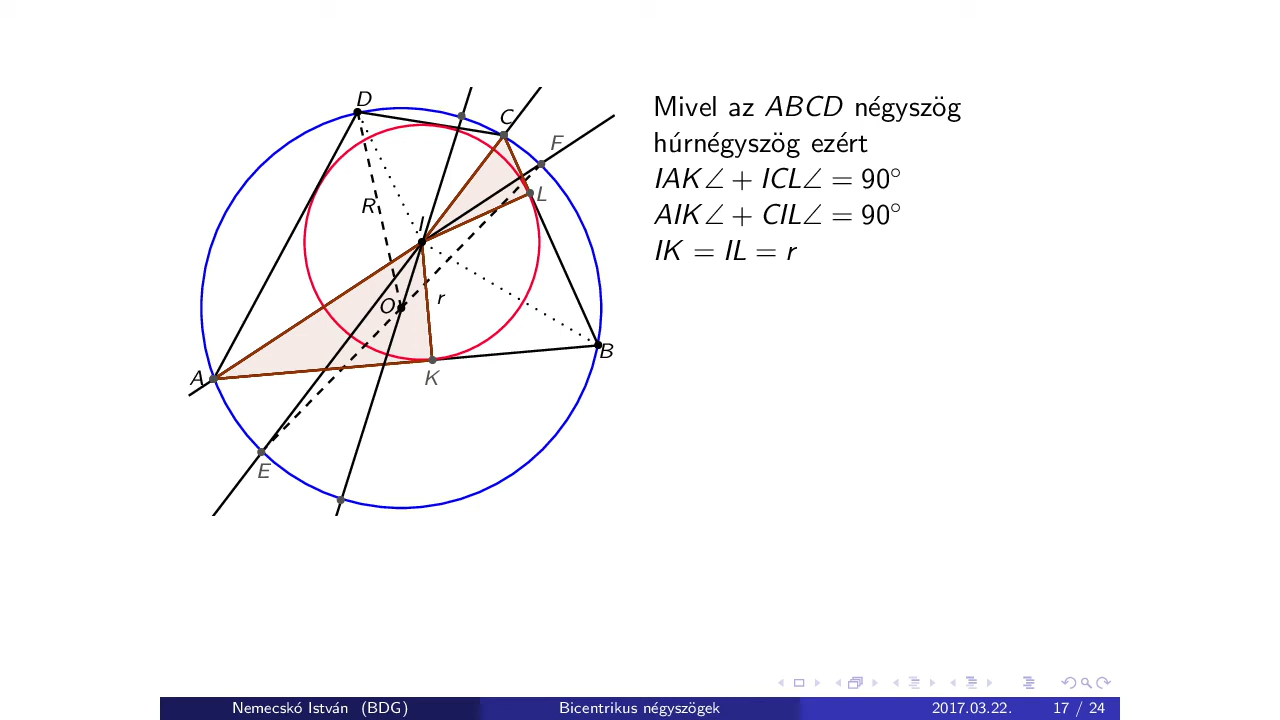 Mivel az ABCD négyszög
húrnégyszög ezért
IAK∠ + ICL∠ = 90°
AIK∠ + CIL∠ = 90°
IK = IL = r
D
C
F
R
L
I
r
O
B
A
K
E
Nemecskó István (BDG)
Bicentrikus négyszögek
2017.03.22.
17 / 24